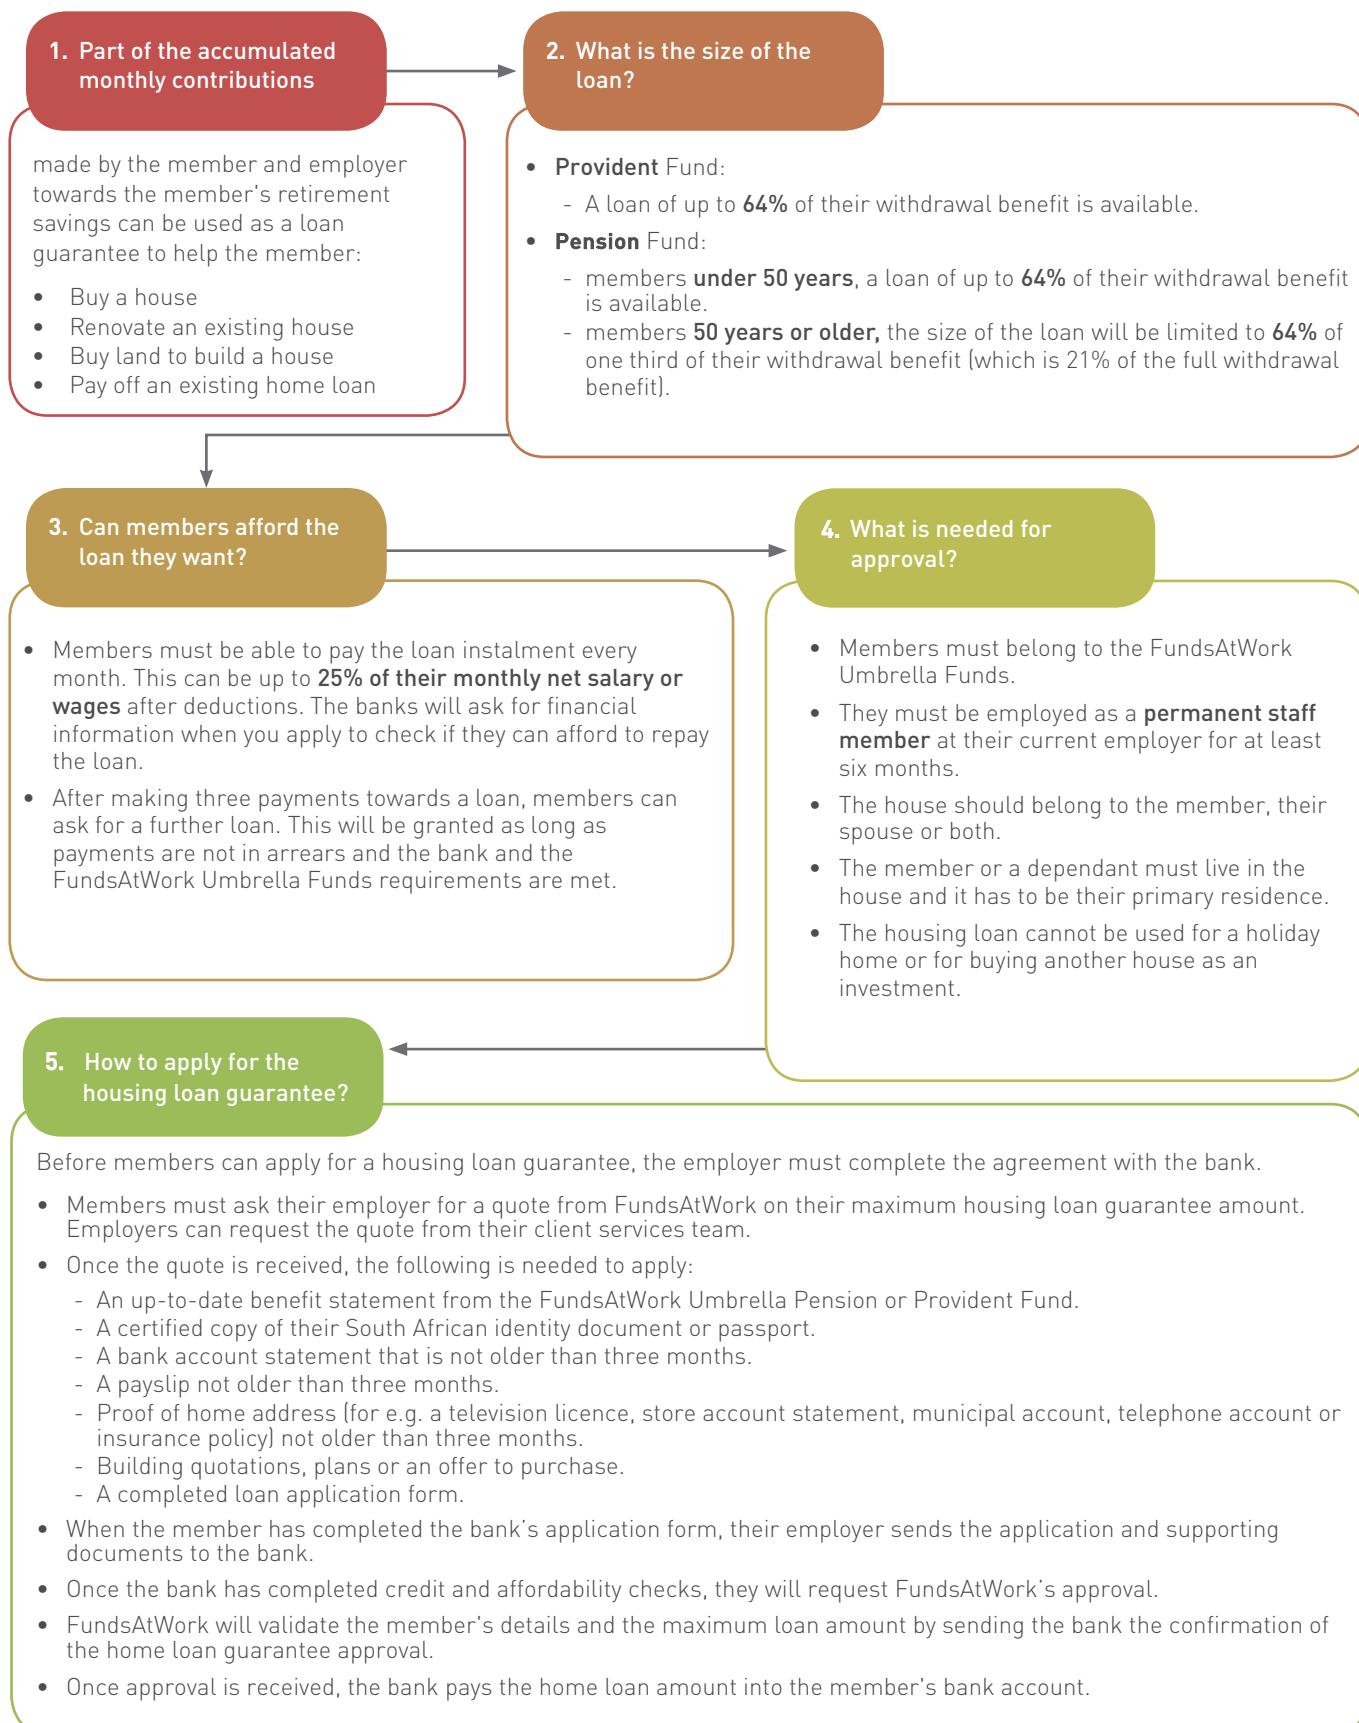 1. Part of the accumulated
monthly contributions
made by the member and employer
towards the member's retirement
savings can be used as a loan
guarantee to help the member:
• Buy a house
• Renovate an existing house
• Buy land to build a house
• Pay off an existing home loan
2. What is the size of the
loan?
• Provident Fund:
- A loan of up to 64% of their withdrawal benefit is available.
• Pension Fund:
- members under 50 years, a loan of up to 64% of their withdrawal benefit
is available.
- members 50 years or older, the size of the loan will be limited to 64% of
one third of their withdrawal benefit (which is 21% of the full withdrawal
benefit).
3. Can members afford the
loan they want?
• Members must be able to pay the loan instalment every
month. This can be up to 25% of their monthly net salary or
wages after deductions. The banks will ask for financial
information when you apply to check if they can afford to repay
the loan.
• After making three payments towards a loan, members can
ask for a further loan. This will be granted as long as
payments are not in arrears and the bank and the
FundsAtWork Umbrella Funds requirements are met.
4. What is needed for
approval?
• Members must belong to the FundsAtWork
Umbrella Funds.
• They must be employed as a permanent staff
member at their current employer for at least
six months.
• The house should belong to the member, their
spouse or both.
• The member or a dependant must live in the
house and it has to be their primary residence.
• The housing loan cannot be used for a holiday
home or for buying another house as an
investment.
5. How to apply for the
housing loan guarantee?
Before members can apply for a housing loan guarantee, the employer must complete the agreement with the bank.
• Members must ask their employer for a quote from FundsAtWork on their maximum housing loan guarantee amount.
Employers can request the quote from their client services team.
• Once the quote is received, the following is needed to apply:
- An up-to-date benefit statement from the FundsAtWork Umbrella Pension or Provident Fund.
- A certified copy of their South African identity document or passport.
- A bank account statement that is not older than three months.
- A payslip not older than three months.
- Proof of home address (for e.g. a television licence, store account statement, municipal account, telephone account or
insurance policy) not older than three months.
- Building quotations, plans or an offer to purchase.
- A completed loan application form.
• When the member has completed the bank's application form, their employer sends the application and supporting
documents to the bank.
• Once the bank has completed credit and affordability checks, they will request FundsAtWork's approval.
• FundsAtWork will validate the member's details and the maximum loan amount by sending the bank the confirmation of
the home loan guarantee approval.
• Once approval is received, the bank pays the home loan amount into the member's bank account.